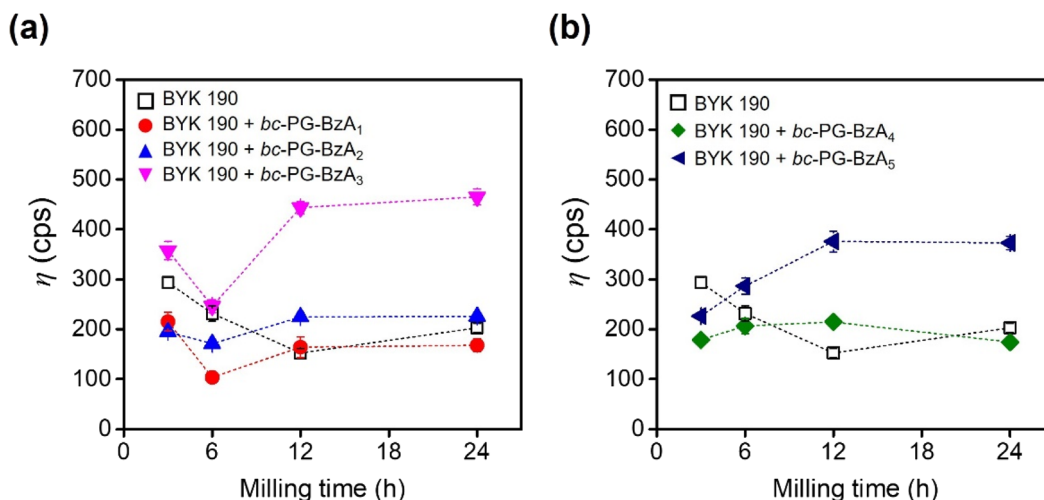 (a)
700
600
500
400
300
200
100
0
η (cps)
BYK 190
BYK 190 + bc-PG-BzA₁
BYK 190 + bc-PG-BzA₂
BYK 190 + bc-PG-BzA₃
0 6 12 18 24
Milling time (h)
(b)
700
600
500
400
300
200
100
0
η (cps)
BYK 190
BYK 190 + bc-PG-BzA₄
BYK 190 + bc-PG-BzA₅
0 6 12 18 24
Milling time (h)